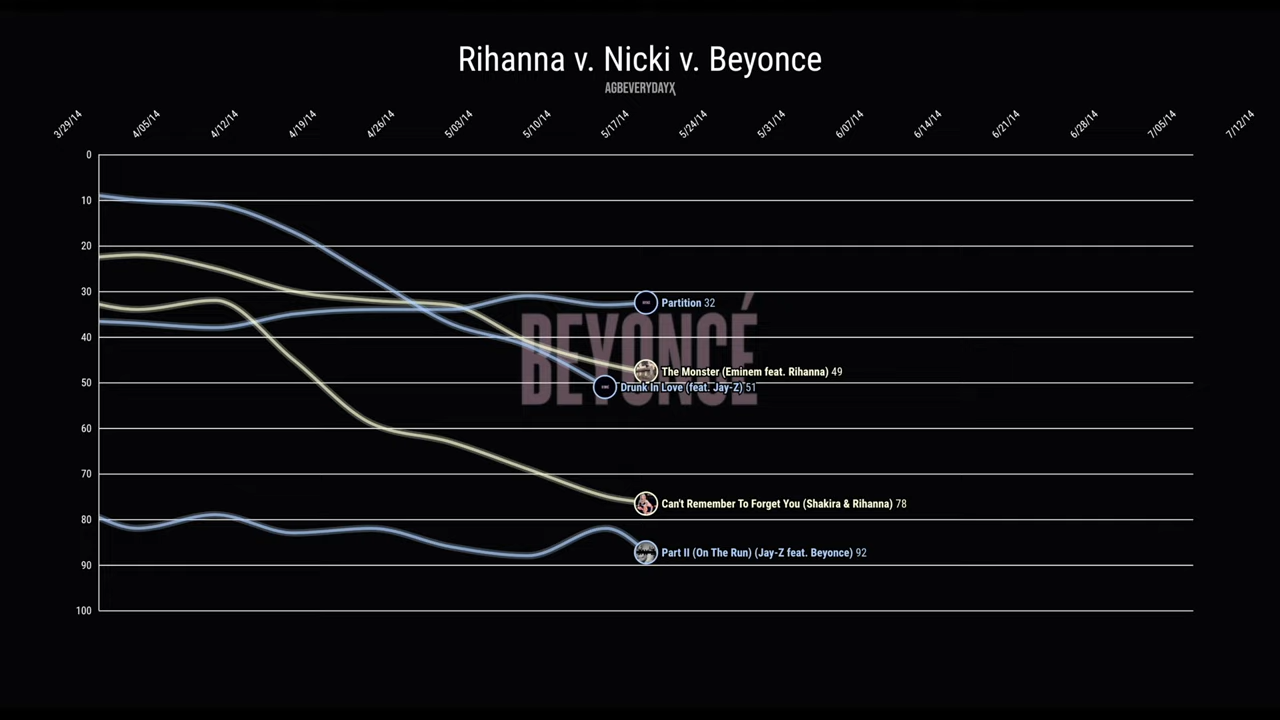 Rihanna v. Nicki v. Beyonce
AGBEVERYDAYX
3/29/14 4/05/14 4/12/14 4/19/14 4/26/14 5/03/14 5/10/14 5/17/14 5/24/14 5/31/14 6/07/14 6/14/14 6/21/14 6/28/14 7/05/14 7/12/14
0
10
20
30
Partition 32
BEYONCÉ
40
The Monster (Eminem feat. Rihanna) 49
50
Drunk In Love (feat. Jay-Z) 51
60
70
Can't Remember To Forget You (Shakira & Rihanna) 78
80
Part II (On The Run) (Jay-Z feat. Beyonce) 92
90
100